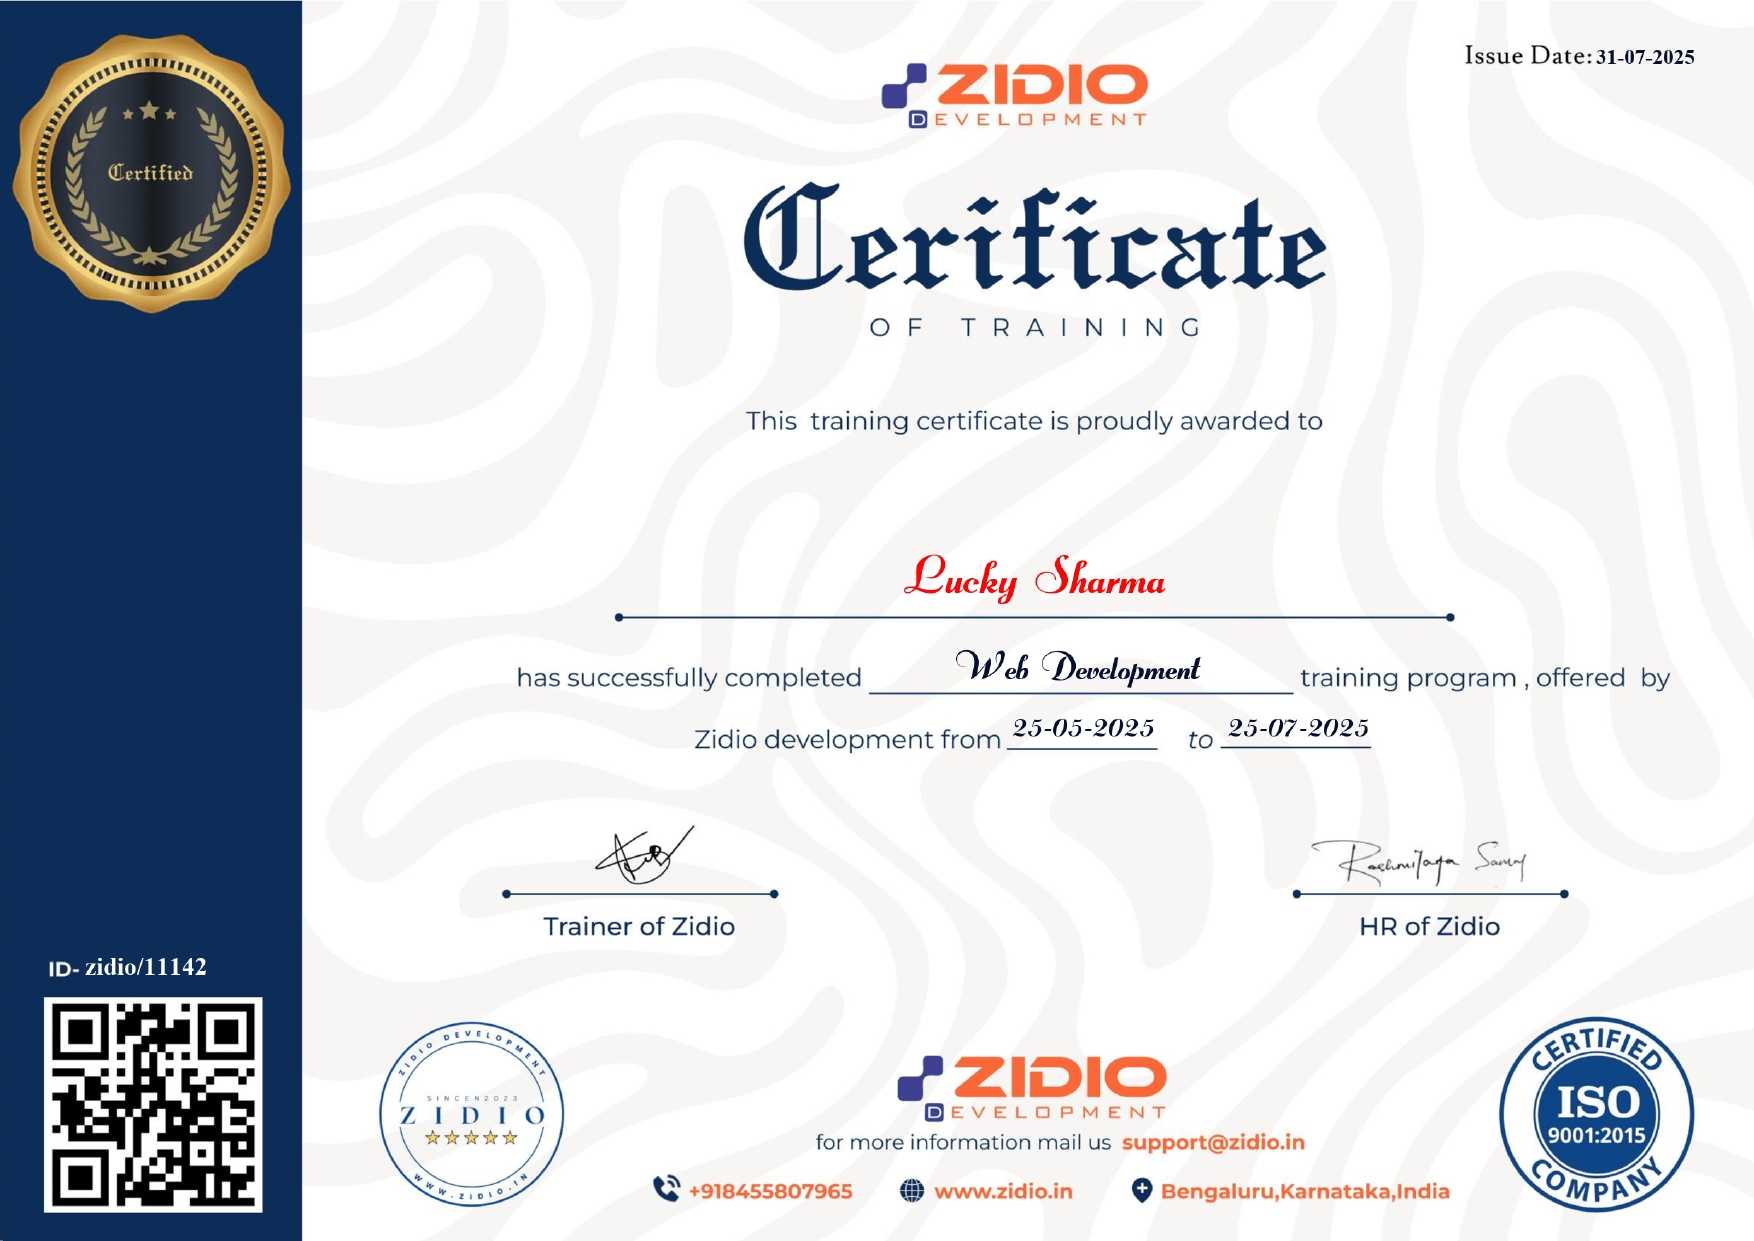 Issue Date: 31-07-2025
ZIDIO
DEVELOPMENT
Certified
Cerificate
OF TRAINING
This training certificate is proudly awarded to
Lucky Sharma
has successfully completed Web Development training program , offered by
Zidio development from 25-05-2025 to 25-07-2025
Trainer of Zidio
HR of Zidio
ID- zidio/11142
ZIDIO DEVELOPMENT
SINCEN2023
ZIDIO
WWW.ZIDIO.IN
ZIDIO
DEVELOPMENT
for more information mail us support@zidio.in
+918455807965 www.zidio.in Bengaluru,Karnataka,India
CERTIFIED
ISO
9001:2015
COMPANY